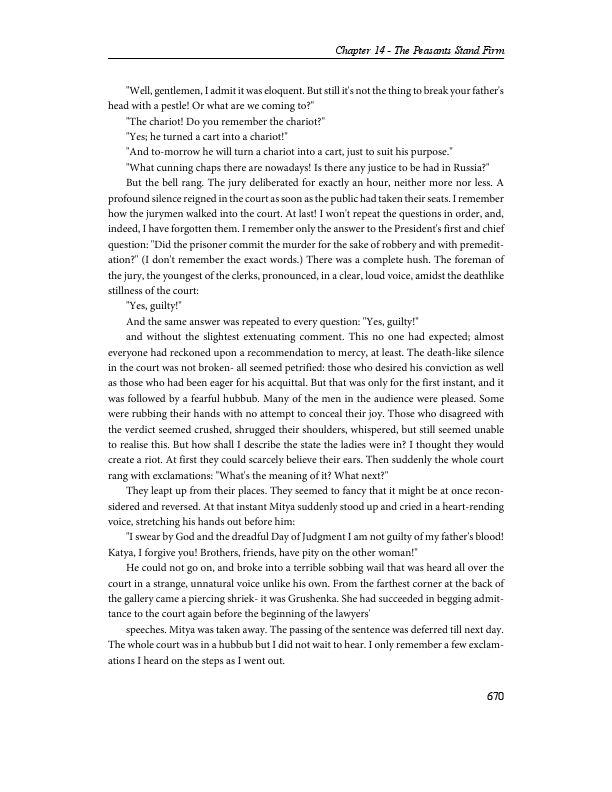 Chapter 14 - The Peasants Stand Firm
"Well, gentlemen, I admit it was eloquent. But still it's not the thing to break your father's
head with a pestle! Or what are we coming to?"
"The chariot! Do you remember the chariot?"
"Yes; he turned a cart into a chariot!"
"And to-morrow he will turn a chariot into a cart, just to suit his purpose."
"What cunning chaps there are nowadays! Is there any justice to be had in Russia?"
But the bell rang. The jury deliberated for exactly an hour, neither more nor less. A
profound silence reigned in the court as soon as the public had taken their seats. I remember
how the jurymen walked into the court. At last! I won't repeat the questions in order, and,
indeed, I have forgotten them. I remember only the answer to the President's first and chief
question: "Did the prisoner commit the murder for the sake of robbery and with premedit-
ation?" (I don't remember the exact words.) There was a complete hush. The foreman of
the jury, the youngest of the clerks, pronounced, in a clear, loud voice, amidst the deathlike
stillness of the court:
"Yes, guilty!"
And the same answer was repeated to every question: "Yes, guilty!"
and without the slightest extenuating comment. This no one had expected; almost
everyone had reckoned upon a recommendation to mercy, at least. The death-like silence
in the court was not broken- all seemed petrified: those who desired his conviction as well
as those who had been eager for his acquittal. But that was only for the first instant, and it
was followed by a fearful hubbub. Many of the men in the audience were pleased. Some
were rubbing their hands with no attempt to conceal their joy. Those who disagreed with
the verdict seemed crushed, shrugged their shoulders, whispered, but still seemed unable
to realise this. But how shall I describe the state the ladies were in? I thought they would
create a riot. At first they could scarcely believe their ears. Then suddenly the whole court
rang with exclamations: "What's the meaning of it? What next?"
They leapt up from their places. They seemed to fancy that it might be at once recon-
sidered and reversed. At that instant Mitya suddenly stood up and cried in a heart-rending
voice, stretching his hands out before him:
"I swear by God and the dreadful Day of Judgment I am not guilty of my father's blood!
Katya, I forgive you! Brothers, friends, have pity on the other woman!"
He could not go on, and broke into a terrible sobbing wail that was heard all over the
court in a strange, unnatural voice unlike his own. From the farthest corner at the back of
the gallery came a piercing shriek- it was Grushenka. She had succeeded in begging admit-
tance to the court again before the beginning of the lawyers'
speeches. Mitya was taken away. The passing of the sentence was deferred till next day.
The whole court was in a hubbub but I did not wait to hear. I only remember a few exclam-
ations I heard on the steps as I went out.
670